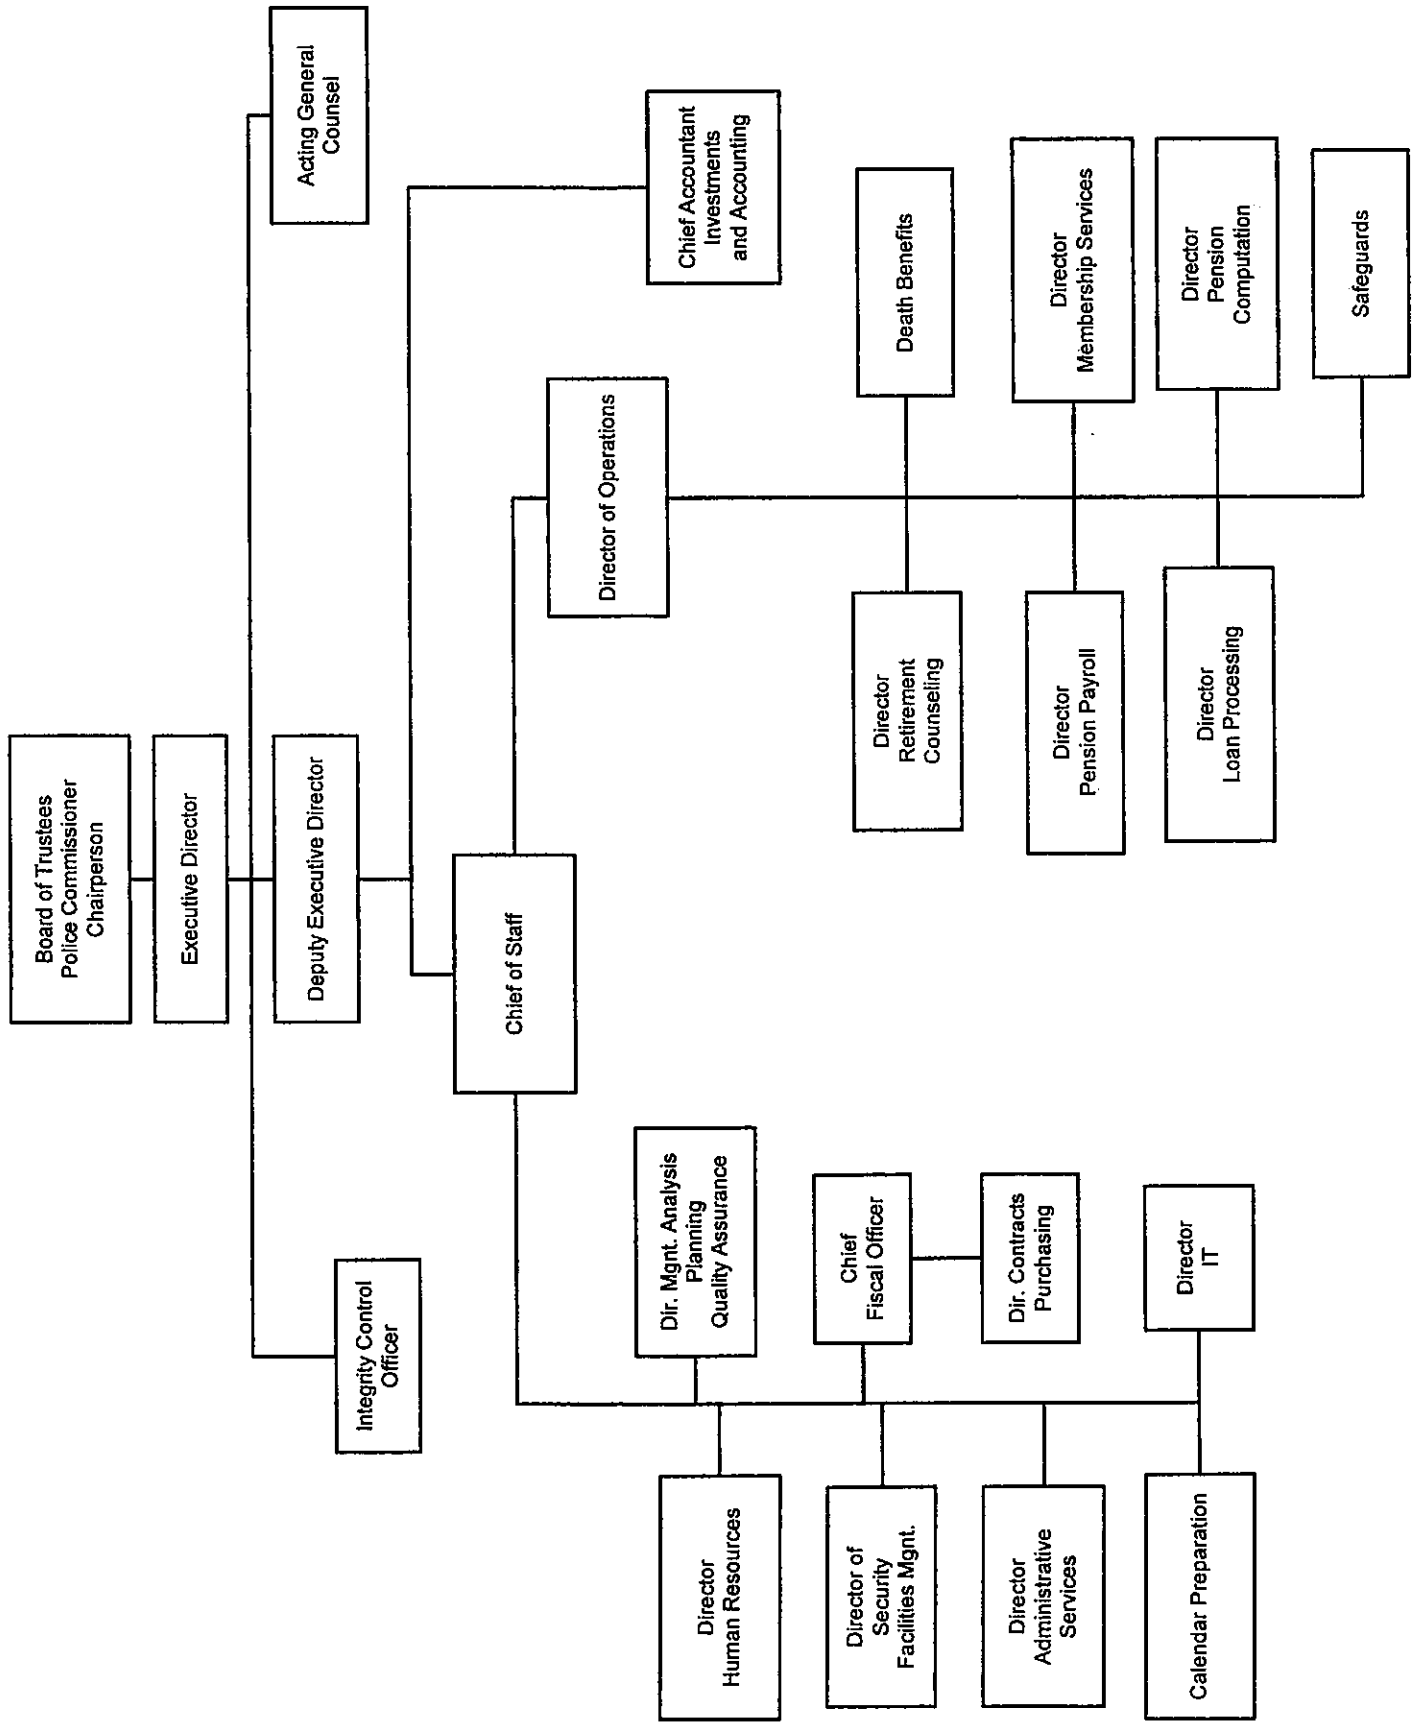 Board of Trustees
Police Commissioner
Chairperson
Executive Director
Acting General
Counsel
Deputy Executive Director
Integrity Control
Officer
Chief of Staff
Chief Accountant
Investments
and Accounting
Director of Operations
Dir. Mgnt. Analysis
Planning
Quality Assurance
Director
Human Resources
Chief
Fiscal Officer
Director of
Security
Facilities Mgnt.
Dir. Contracts
Purchasing
Director
Administrative
Services
Director
IT
Calendar Preparation
Director
Retirement
Counseling
Death Benefits
Director
Pension Payroll
Director
Membership Services
Director
Loan Processing
Director
Pension
Computation
Safeguards